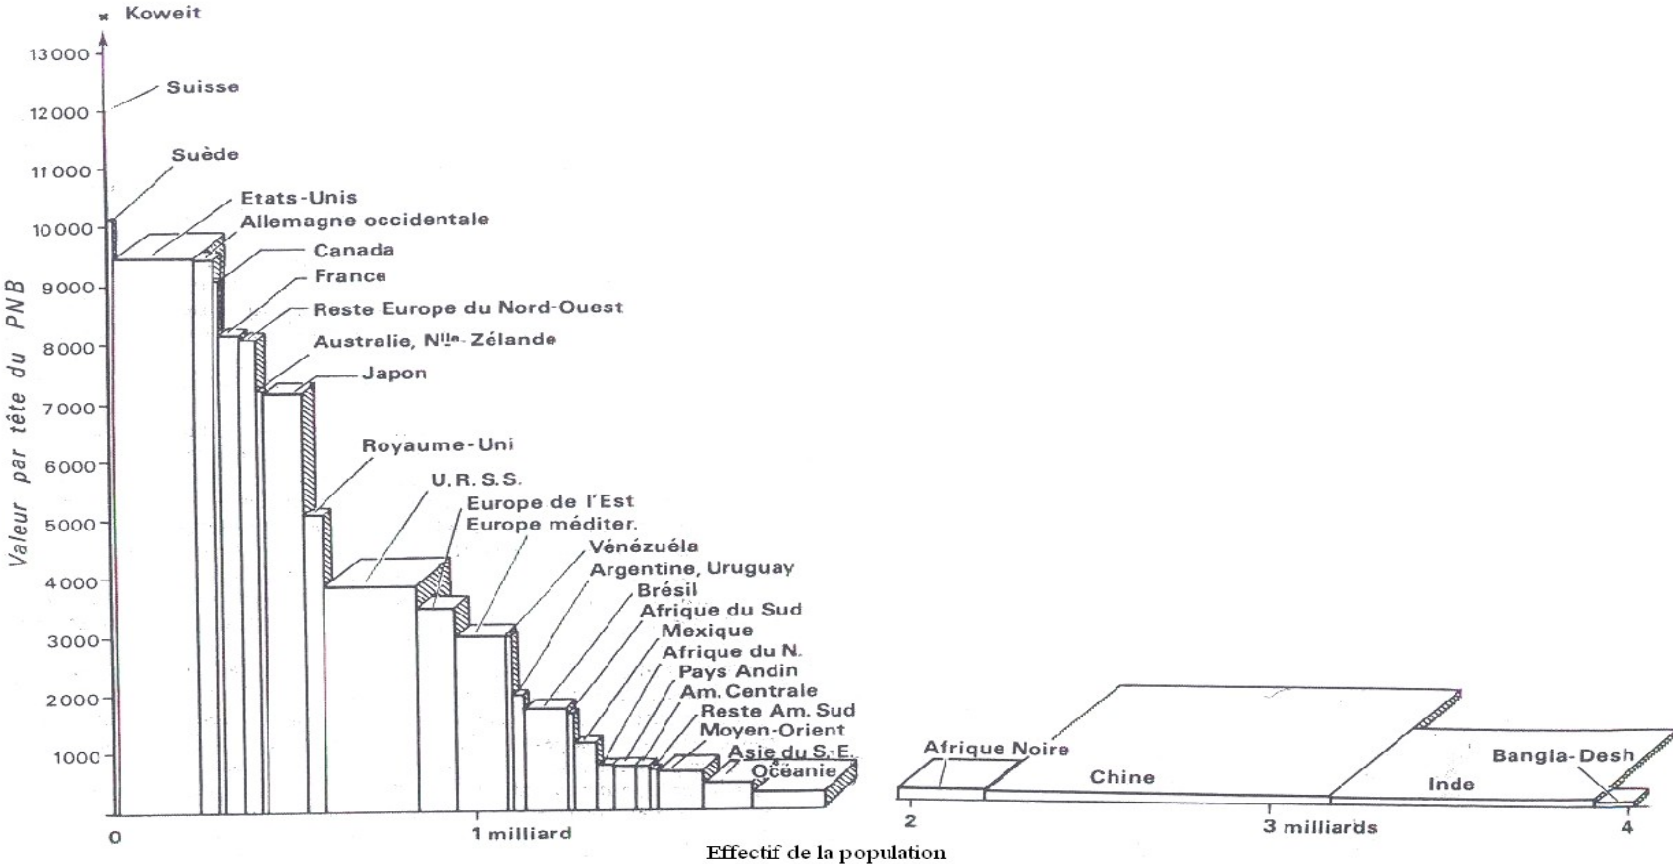 Koweit
13000
Suisse
12000
Suède
11000
Etats-Unis
Allemagne occidentale
10000
Canada
France
9000
Reste Europe du Nord-Ouest
Australie, Nlle-Zélande
8000
Japon
7000
Royaume-Uni
6000
U.R.S.S.
Europe de l'Est
Europe méditer.
5000
Vénézuéla
Argentine, Uruguay
4000
Brésil
Afrique du Sud
Mexique
3000
Afrique du N.
Pays Andin
Am. Centrale
2000
Reste Am. Sud
Moyen-Orient
Asie du S.-E.
Océanie
1000
Afrique Noire
Chine
Inde
Bangla-Desh
Valeur par tête du PNB
0
1 milliard
2
3 milliards
4
Effectif de la population